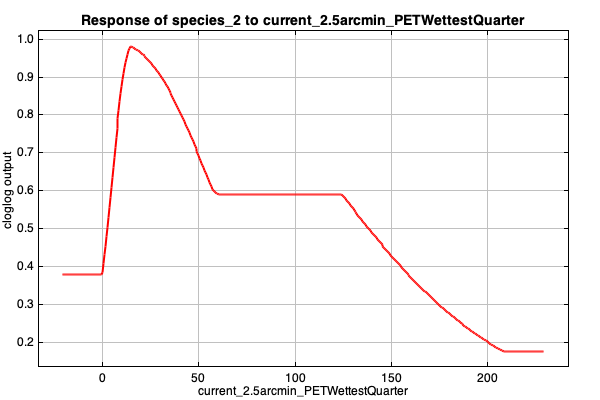 Response of species_2 to current_2.5arcmin_PETWettestQuarter
1.0
0.9
0.8
0.7
0.6
0.5
0.4
0.3
0.2
cloglog output
0 50 100 150 200
current_2.5arcmin_PETWettestQuarter